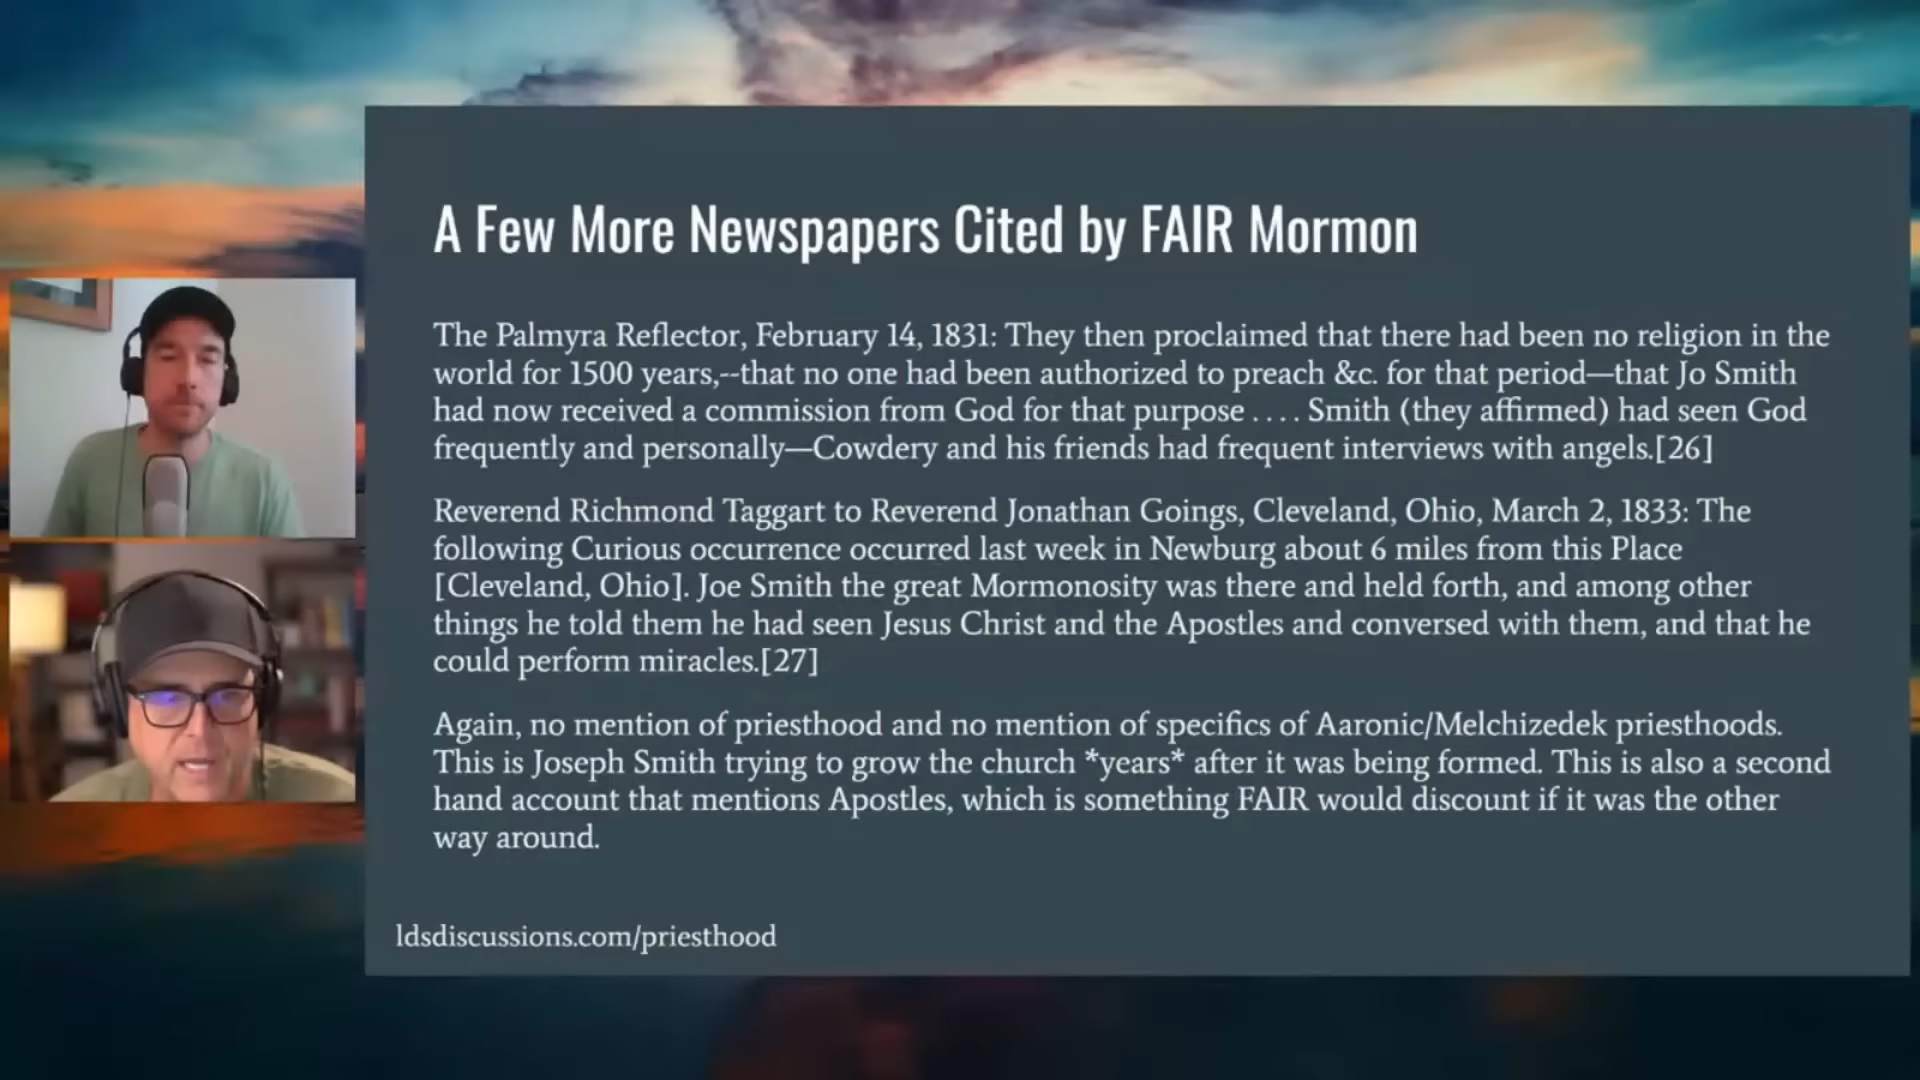 A Few More Newspapers Cited by FAIR Mormon
The Palmyra Reflector, February 14, 1831: They then proclaimed that there had been no religion in the
world for 1500 years,--that no one had been authorized to preach &c. for that period—that Jo Smith
had now received a commission from God for that purpose . . . . Smith (they affirmed) had seen God
frequently and personally—Cowdery and his friends had frequent interviews with angels.[26]
Reverend Richmond Taggart to Reverend Jonathan Goings, Cleveland, Ohio, March 2, 1833: The
following Curious occurrence occurred last week in Newburg about 6 miles from this Place
[Cleveland, Ohio]. Joe Smith the great Mormonosity was there and held forth, and among other
things he told them he had seen Jesus Christ and the Apostles and conversed with them, and that he
could perform miracles.[27]
Again, no mention of priesthood and no mention of specifics of Aaronic/Melchizedek priesthoods.
This is Joseph Smith trying to grow the church *years* after it was being formed. This is also a second
hand account that mentions Apostles, which is something FAIR would discount if it was the other
way around.
ldsdiscussions.com/priesthood